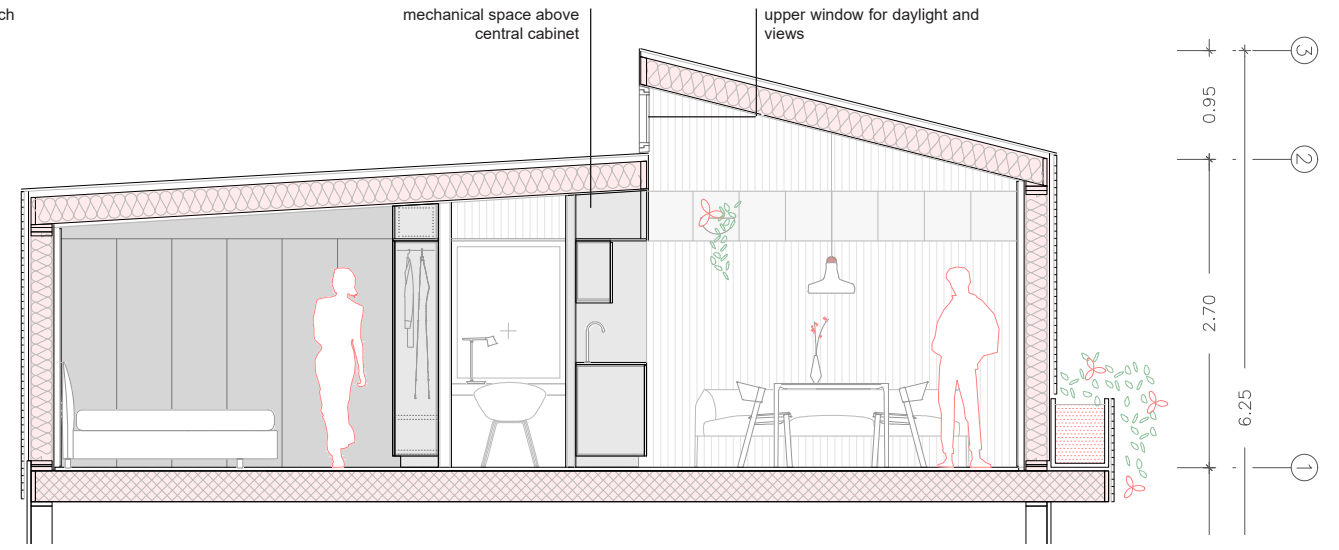 ch
mechanical space above
central cabinet
upper window for daylight and
views
3
0.95
2
2.70
6.25
1